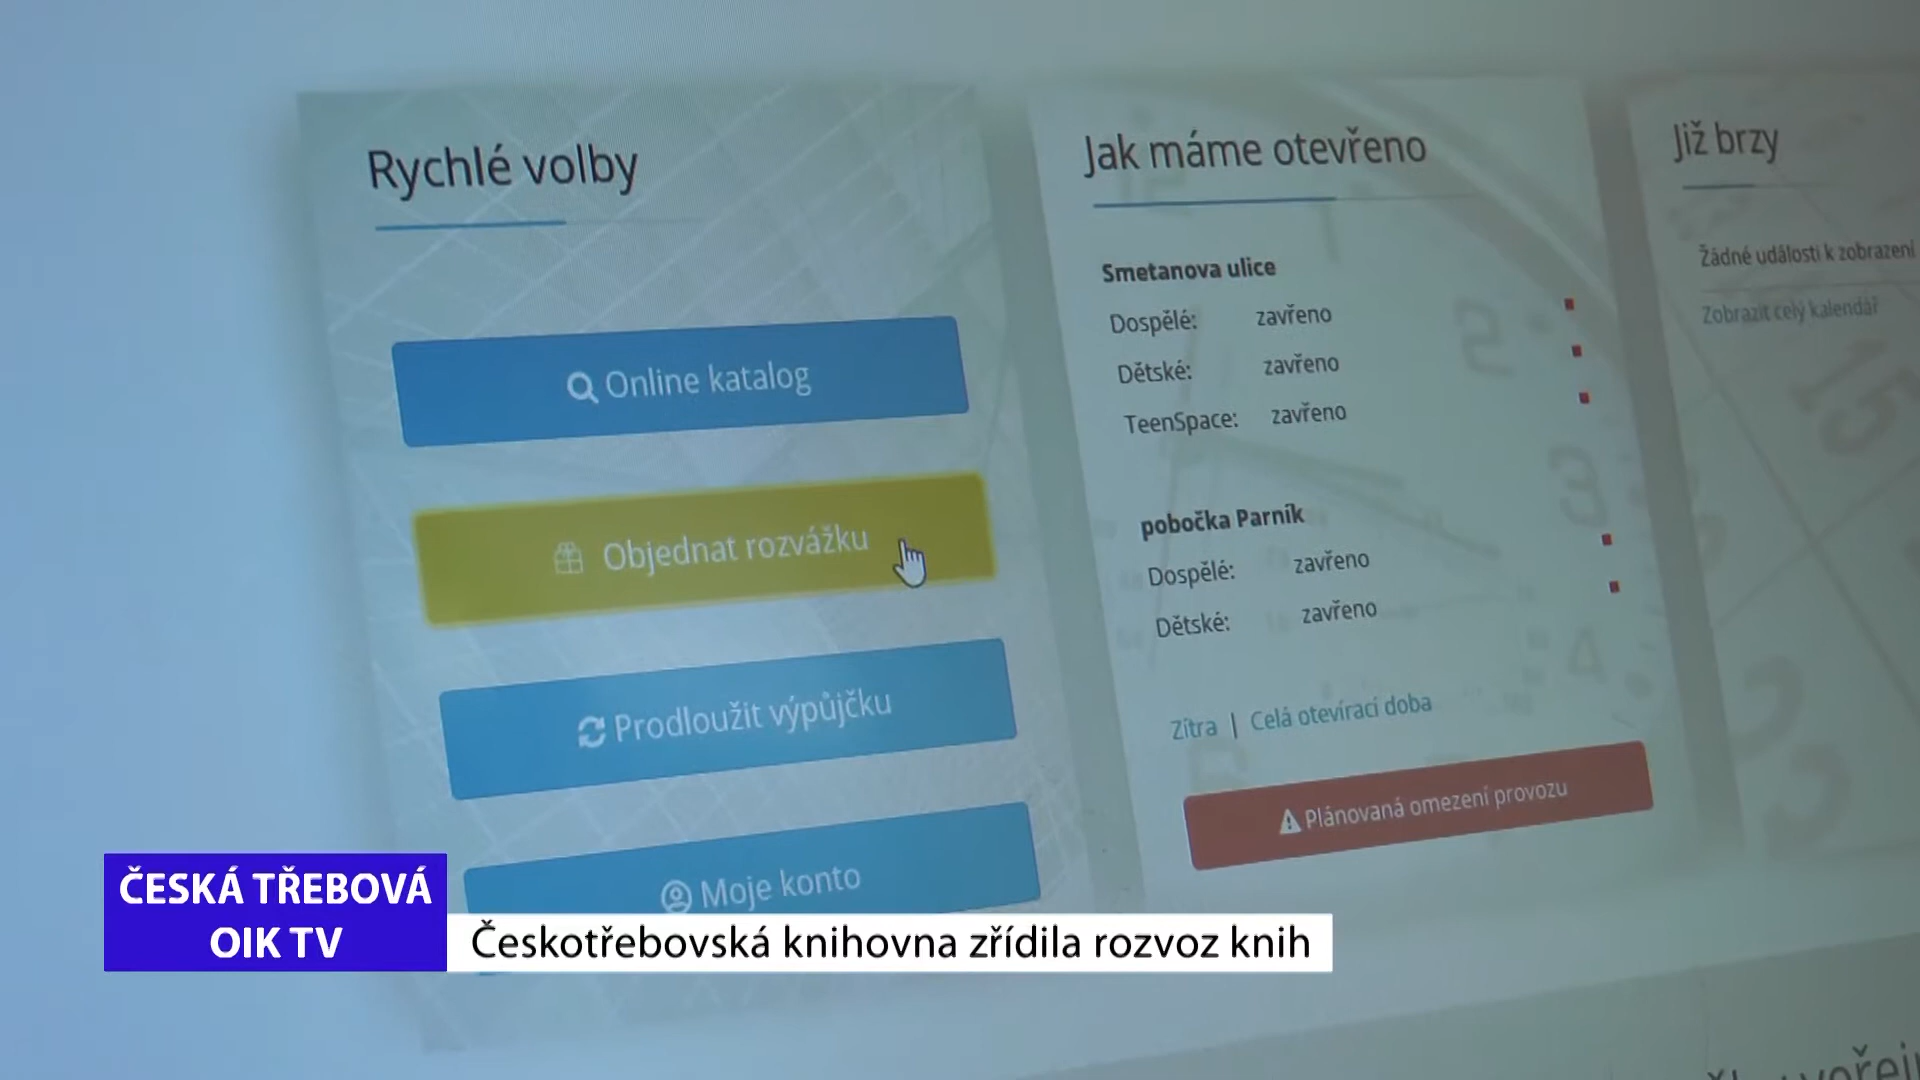 Rychlé volby
Online katalog
Objednat rozvážku
Prodloužit výpůjčku
Moje konto
Jak máme otevřeno
Smetanova ulice
Dospělé: zavřeno
Dětské: zavřeno
TeenSpace: zavřeno
pobočka Parník
Dospělé: zavřeno
Dětské: zavřeno
Zítra | Celá otevírací doba
Plánovaná omezení provozu
Již brzy
Žádné události k zobrazení
Zobrazit celý kalendář
ČESKÁ TŘEBOVÁ
OIK TV
Českotřebovská knihovna zřídila rozvoz knih